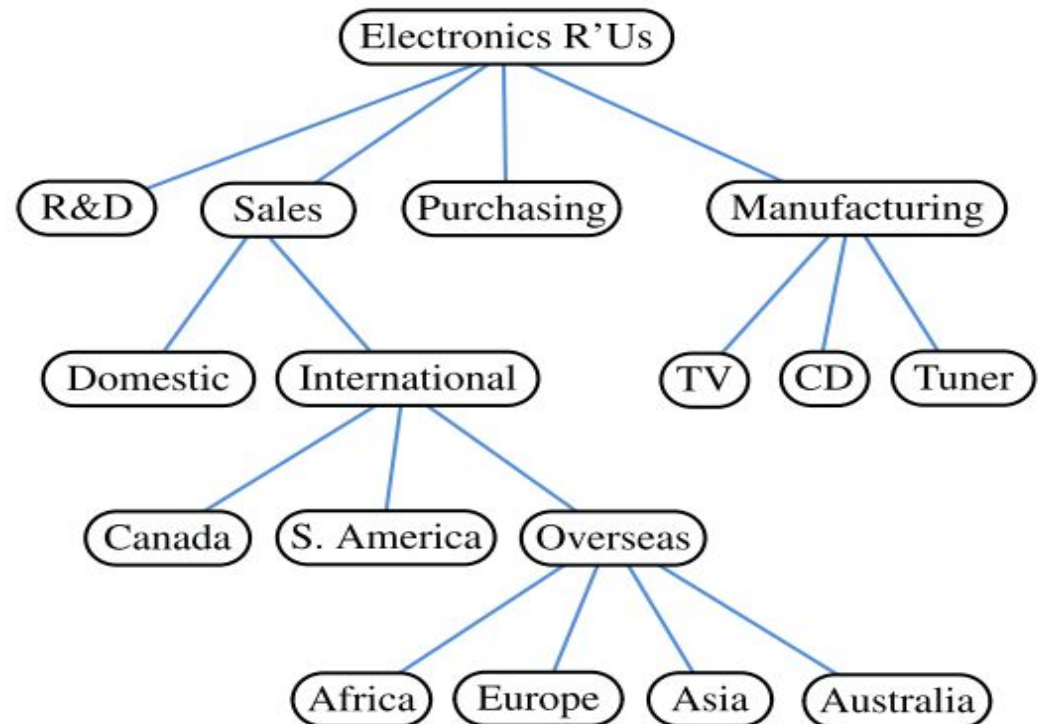 Electronics R’Us
R&D Sales Purchasing Manufacturing
Domestic International TV CD Tuner
Canada S. America Overseas
Africa Europe Asia Australia